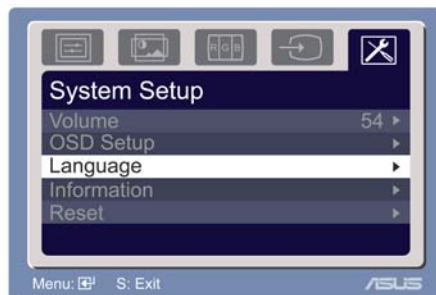 RGB
System Setup
Volume 54
OSD Setup
Language
Information
Reset
Menu: S: Exit
ASUS